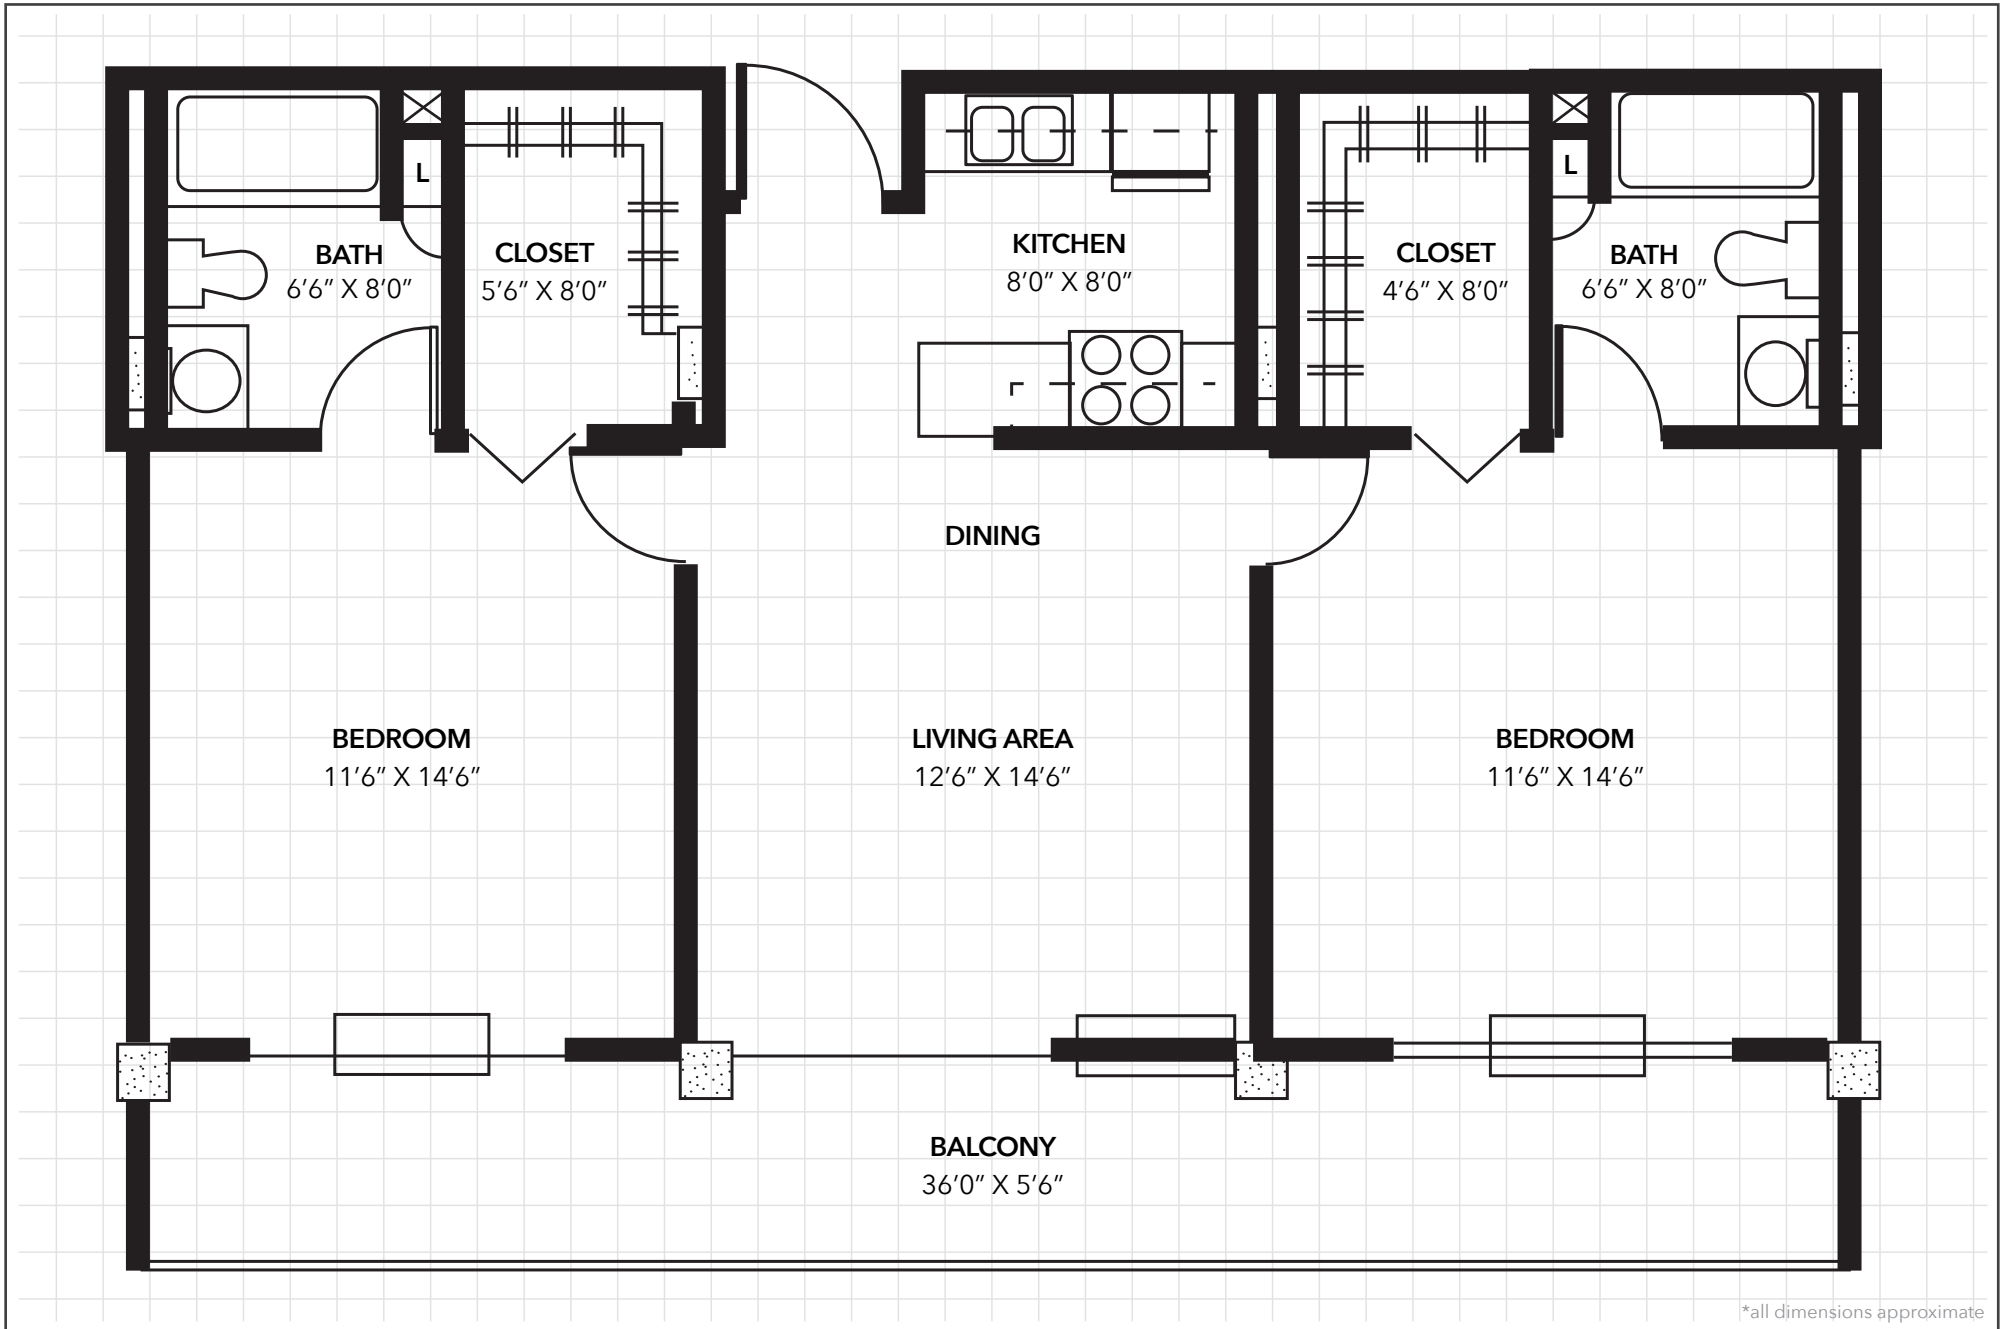 L
L
BATH
6’6” X 8’0”
CLOSET
5’6” X 8’0”
KITCHEN
8’0” X 8’0”
CLOSET
4’6” X 8’0”
BATH
6’6” X 8’0”
DINING
BEDROOM
11’6” X 14’6”
LIVING AREA
12’6” X 14’6”
BEDROOM
11’6” X 14’6”
BALCONY
36’0” X 5’6”
*all dimensions approximate